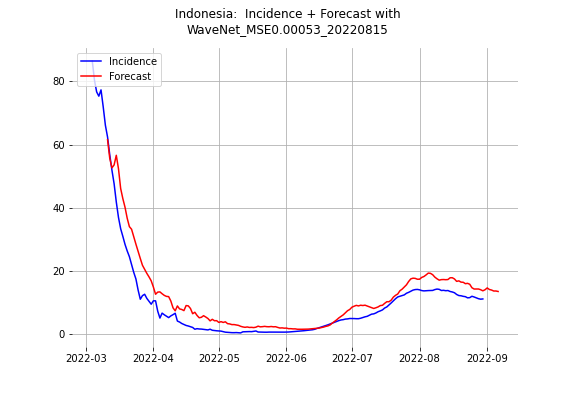 Indonesia:  Incidence + Forecast with
WaveNet_MSE0.00053_20220815
Incidence
Forecast
80
60
40
20
0
2022-03 2022-04 2022-05 2022-06 2022-07 2022-08 2022-09